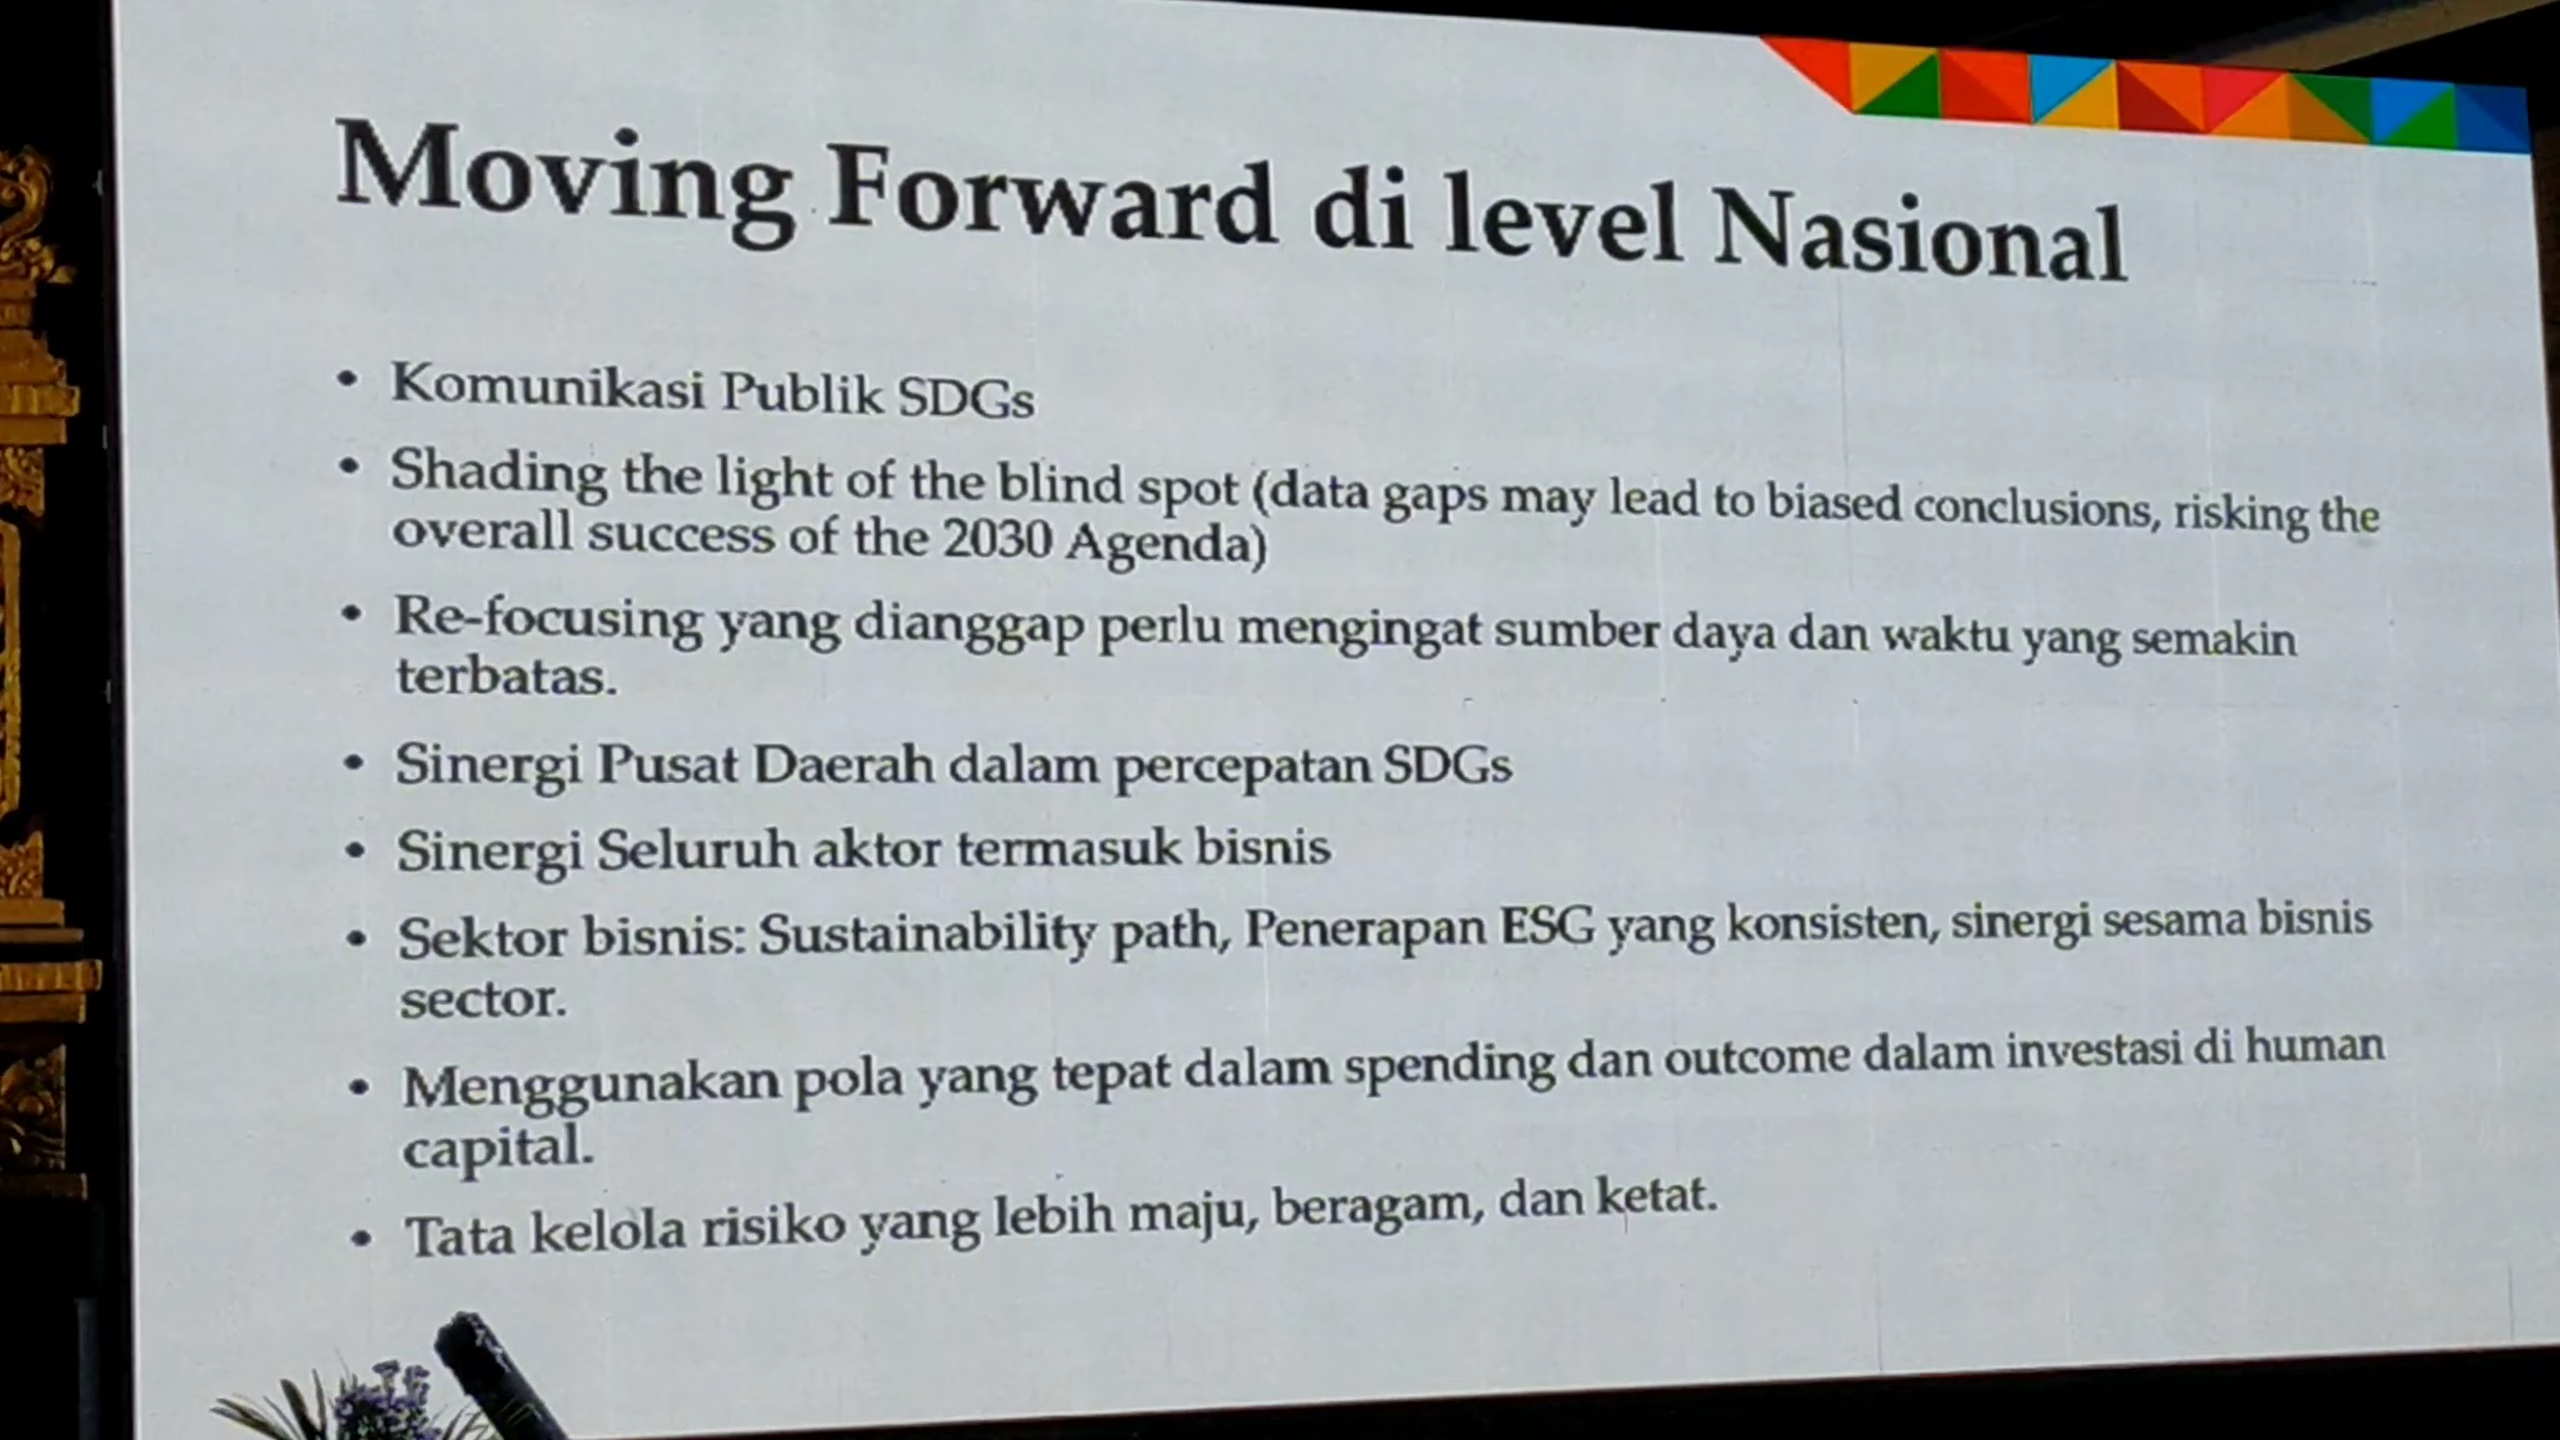 Moving Forward di level Nasional
• Komunikasi Publik SDGs
• Shading the light of the blind spot (data gaps may lead to biased conclusions, risking the
overall success of the 2030 Agenda)
• Re-focusing yang dianggap perlu mengingat sumber daya dan waktu yang semakin
terbatas.
• Sinergi Pusat Daerah dalam percepatan SDGs
• Sinergi Seluruh aktor termasuk bisnis
• Sektor bisnis: Sustainability path, Penerapan ESG yang konsisten, sinergi sesama bisnis
sector.
• Menggunakan pola yang tepat dalam spending dan outcome dalam investasi di human
capital.
• Tata kelola risiko yang lebih maju, beragam, dan ketat.